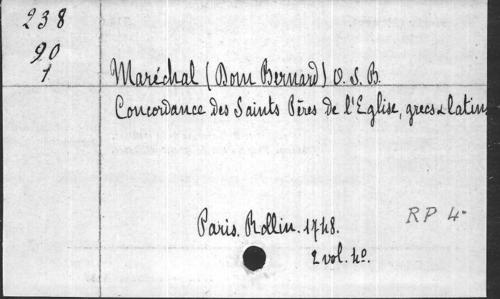 238
90
1
Maréchal (Dom Bernard) O. S. B.
Concordance des Saints Pères de l'Eglise, grecs & latins
Paris. Rollin. 1748.
RP 4·
2 vol. 4o.